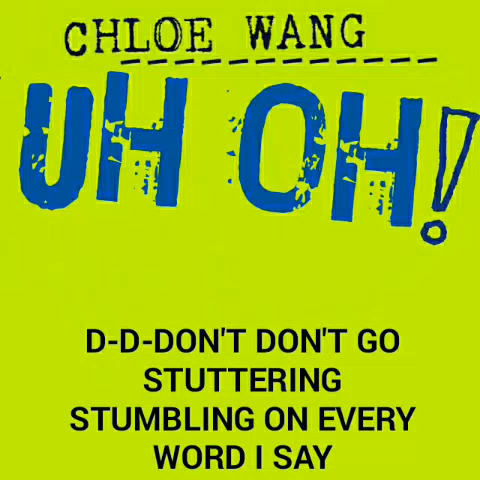 CHLOE WANG
UH OH!
D-D-DON'T DON'T GO
STUTTERING
STUMBLING ON EVERY
WORD I SAY